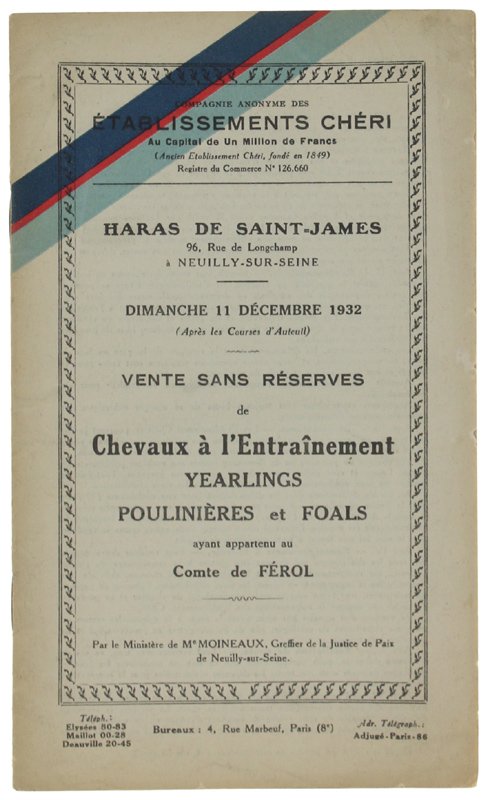 COMPAGNIE ANONYME DES
ÉTABLISSEMENTS CHÉRI
Au Capital de Un Million de Francs
(Ancien Etablissement Chéri, fondé en 1849)
Registre du Commerce N° 126.660
HARAS DE SAINT-JAMES
96, Rue de Longchamp
à NEUILLY-SUR-SEINE
DIMANCHE 11 DÉCEMBRE 1932
(Après les Courses d'Auteuil)
VENTE SANS RÉSERVES
de
Chevaux à l'Entraînement
YEARLINGS
POULINIÈRES et FOALS
ayant appartenu au
Comte de FÉROL
Par le Ministère de Me MOINEAUX, Greffier de la Justice de Paix
de Neuilly-sur-Seine.
Téléph. :
Elysées 80-83
Maillot 00-28
Deauville 20-45
Bureaux : 4, Rue Marbeuf, Paris (8e)
Adr. Télégraph. :
Adjugé-Paris-86